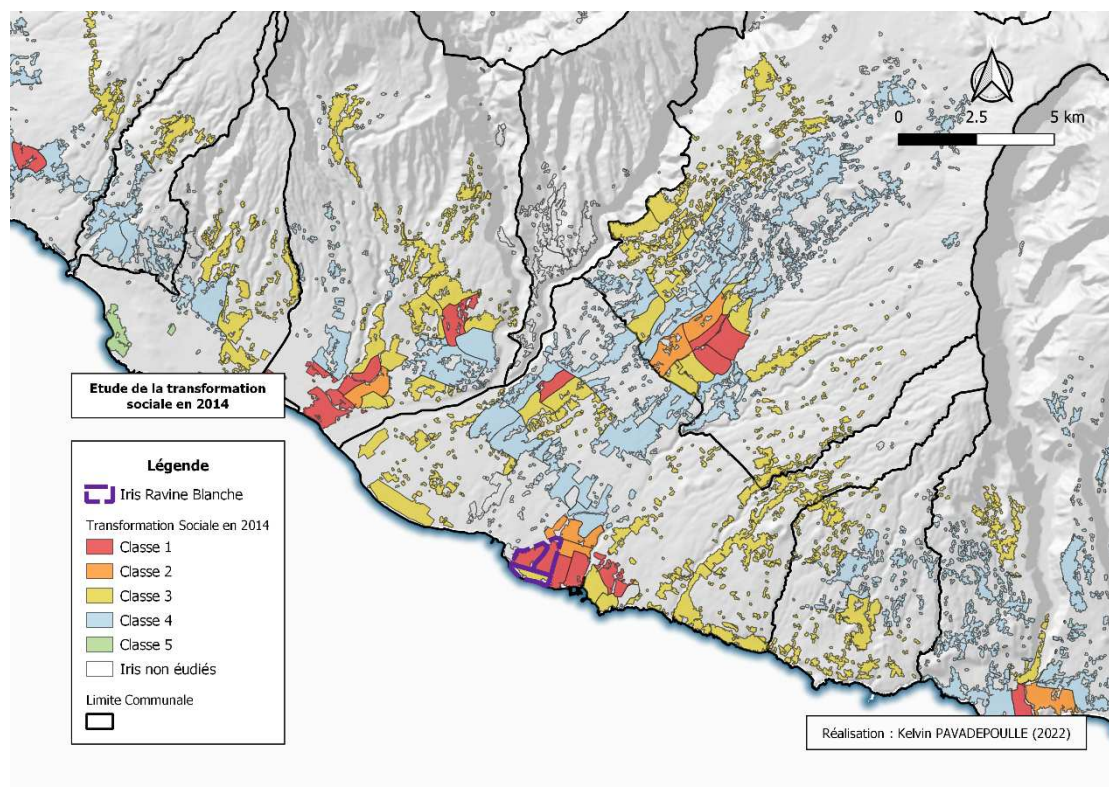 0 2.5 5 km
Etude de la transformation
sociale en 2014
Légende
Iris Ravine Blanche
Transformation Sociale en 2014
Classe 1
Classe 2
Classe 3
Classe 4
Classe 5
Iris non éudiés
Limite Communale
Réalisation : Kelvin PAVADEPOULLE (2022)